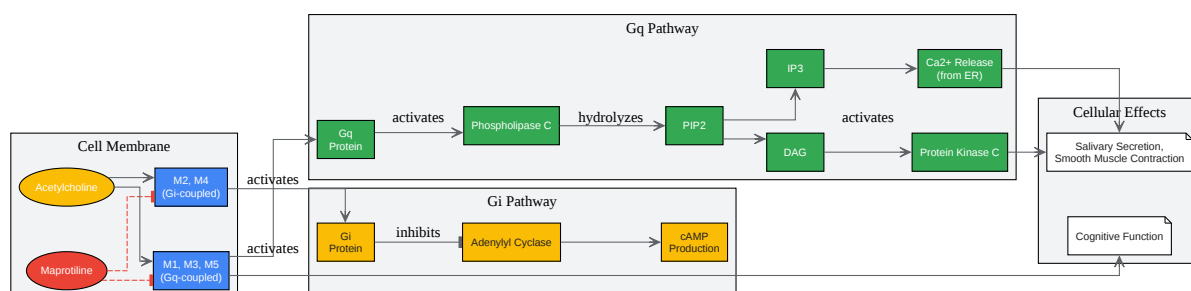 Gq Pathway
IP3
Ca2+ Release
(from ER)
activates
Phospholipase C
hydrolyzes
PIP2
activates
Gq
Protein
DAG
Protein Kinase C
Cellular Effects
Salivary Secretion,
Smooth Muscle Contraction
Cognitive Function
Cell Membrane
Acetylcholine
M2, M4
(Gi-coupled)
activates
Maprotiline
M1, M3, M5
(Gq-coupled)
activates
Gi Pathway
Gi
Protein
inhibits
Adenylyl Cyclase
cAMP
Production